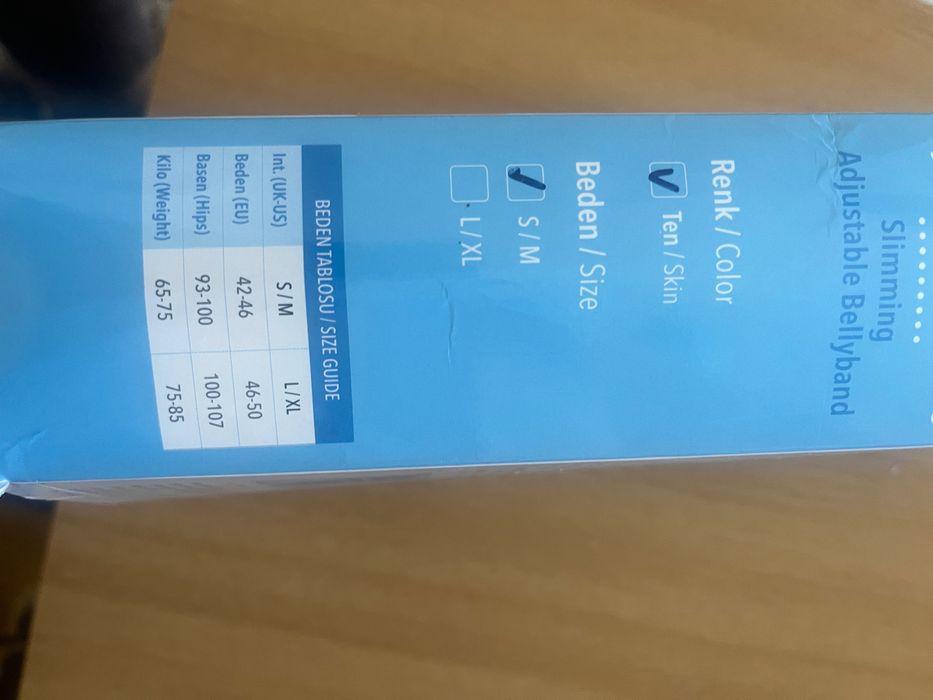 Slimming
Adjustable Bellyband
Renk / Color
Ten / Skin
Beden / Size
S / M
L / XL
BEDEN TABLOSU / SIZE GUIDE
Int. (UK-US) S / M L / XL
Beden (EU) 42-46 46-50
Basen (Hips) 93-100 100-107
Kilo (Weight) 65-75 75-85